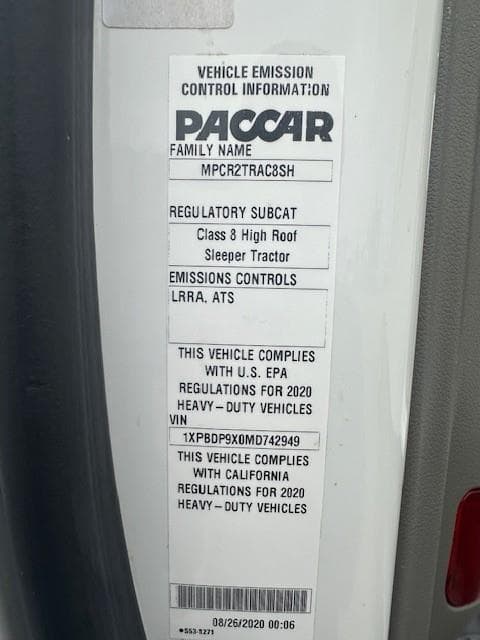 VEHICLE EMISSION
CONTROL INFORMATION
PACCAR
FAMILY NAME
MPCR2TRAC8SH
REGULATORY SUBCAT
Class 8 High Roof
Sleeper Tractor
EMISSIONS CONTROLS
LRRA, ATS
THIS VEHICLE COMPLIES
WITH U.S. EPA
REGULATIONS FOR 2020
HEAVY-DUTY VEHICLES
VIN
1XPBDP9X0MD742949
THIS VEHICLE COMPLIES
WITH CALIFORNIA
REGULATIONS FOR 2020
HEAVY-DUTY VEHICLES
08/26/2020 00:06